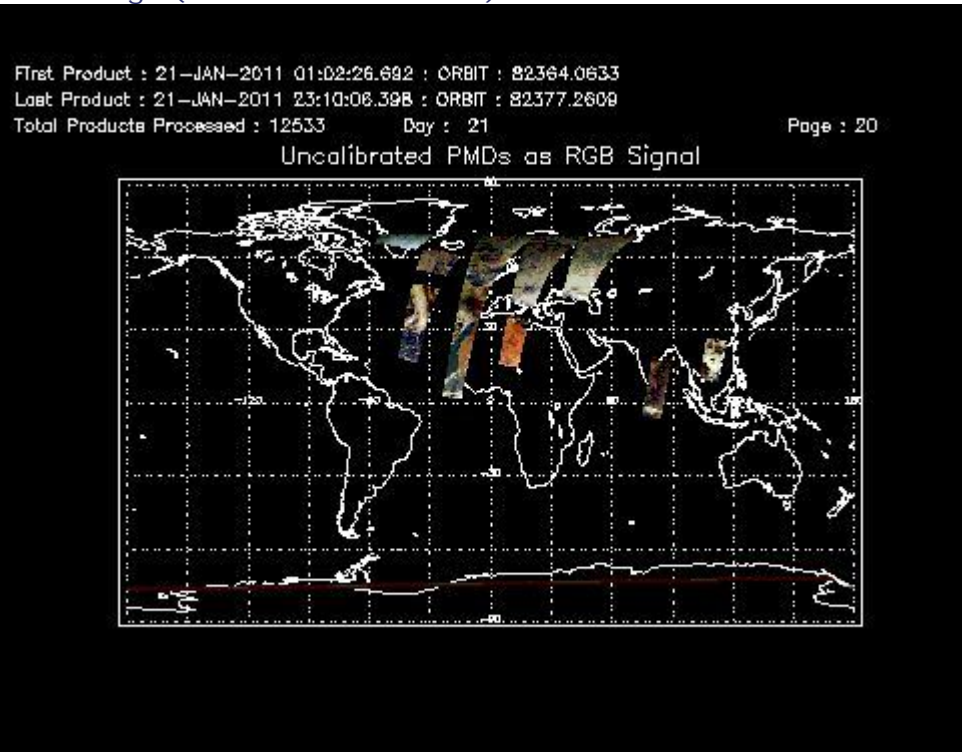 First Product : 21-JAN-2011 01:02:26.692 : ORBIT : 82364.0633
Last Product : 21-JAN-2011 23:10:06.398 : ORBIT : 82377.2609
Total Products Processed : 12533 Day : 21 Page : 20
Uncalibrated PMDs as RGB Signal